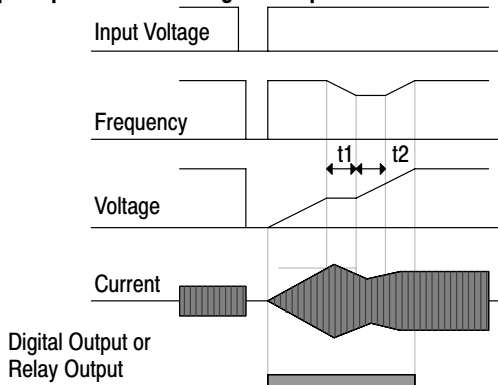 Input Voltage
Frequency
t1 t2
Voltage
Current
Digital Output or
Relay Output